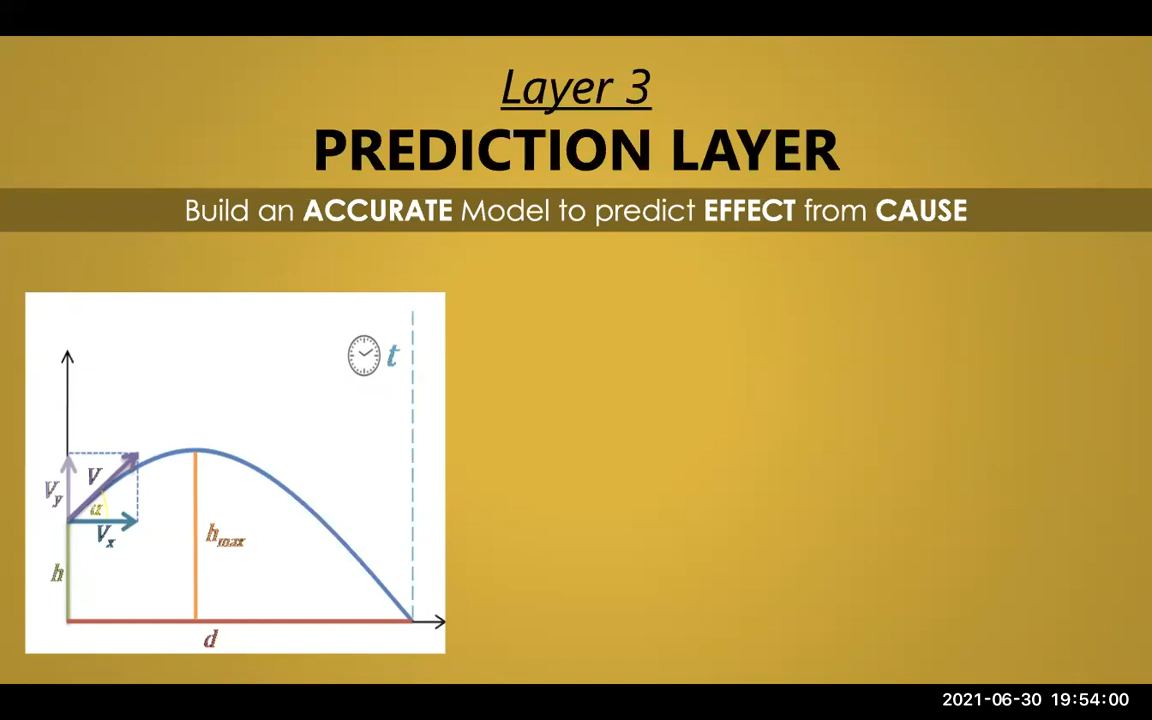 Layer 3
PREDICTION LAYER
Build an ACCURATE Model to predict EFFECT from CAUSE
t
V
Vy
α
Vx
hmax
h
d
2021-06-30 19:54:00